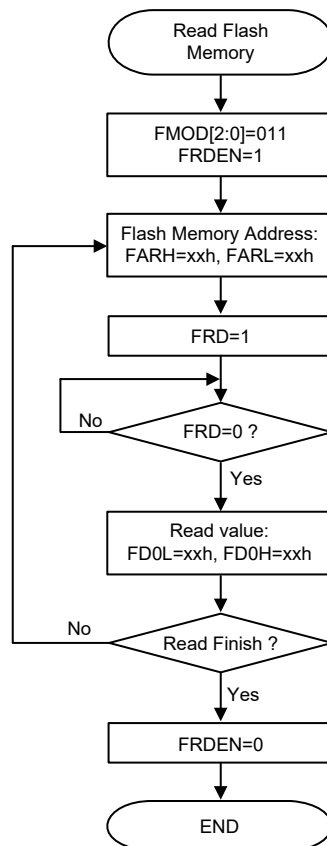 Read Flash
Memory
FMOD[2:0]=011
FRDEN=1
Flash Memory Address:
FARH=xxh, FARL=xxh
FRD=1
No
FRD=0 ?
Yes
Read value:
FD0L=xxh, FD0H=xxh
No
Read Finish ?
Yes
FRDEN=0
END